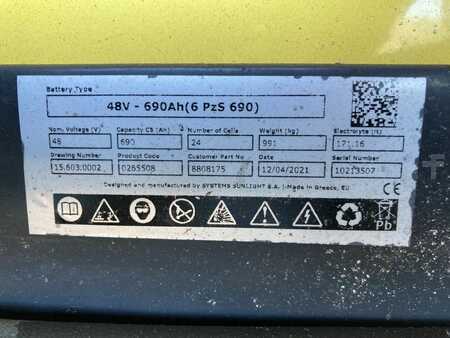 Battery Type
48V - 690Ah(6 PzS 690)
Nom. Voltage (V) Capacity C5 (Ah) Number of Cells Weight (kg) Electrolyte (lt)
48 690 24 991 171.16
Drawing Number Product Code Customer Part No Date Serial Number
15.603.0002 0265508 8808175 12/04/2021 10213507
Designed and manufactured by SYSTEMS SUNLIGHT S.A. |-Made in Greece, EU
CE
Pb